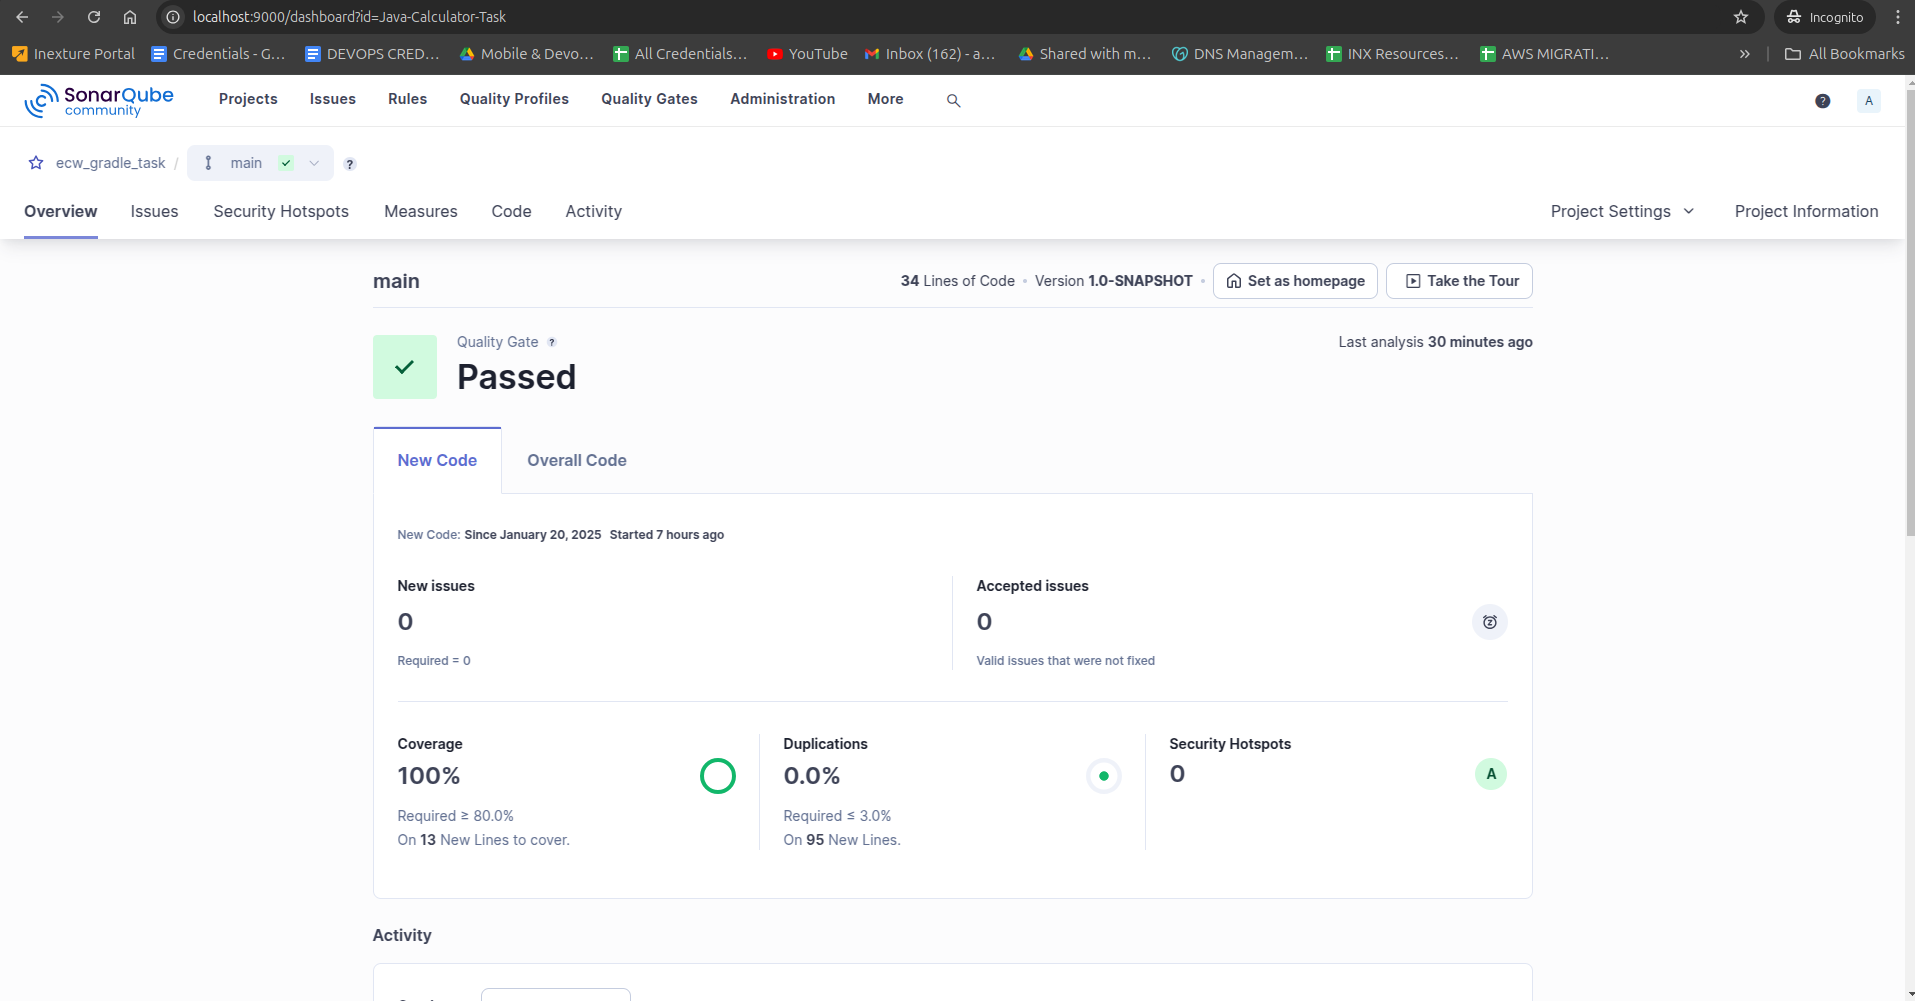 localhost:9000/dashboard?id=Java-Calculator-Task
Incognito
Inexture Portal
Credentials - G...
DEVOPS CRED...
Mobile & Devo...
All Credentials...
YouTube
Inbox (162) - a...
Shared with m...
DNS Managem...
INX Resources...
AWS MIGRATI...
»
All Bookmarks
SonarQube
community
Projects
Issues
Rules
Quality Profiles
Quality Gates
Administration
More
?
A
ecw_gradle_task /
main
?
Overview
Issues
Security Hotspots
Measures
Code
Activity
Project Settings
Project Information
main
34 Lines of Code • Version 1.0-SNAPSHOT •
Set as homepage
Take the Tour
Quality Gate ?
Passed
Last analysis 30 minutes ago
New Code
Overall Code
New Code: Since January 20, 2025 Started 7 hours ago
New issues
0
Required = 0
Accepted issues
0
Valid issues that were not fixed
Coverage
100%
Required ≥ 80.0%
On 13 New Lines to cover.
Duplications
0.0%
Required ≤ 3.0%
On 95 New Lines.
Security Hotspots
0
A
Activity